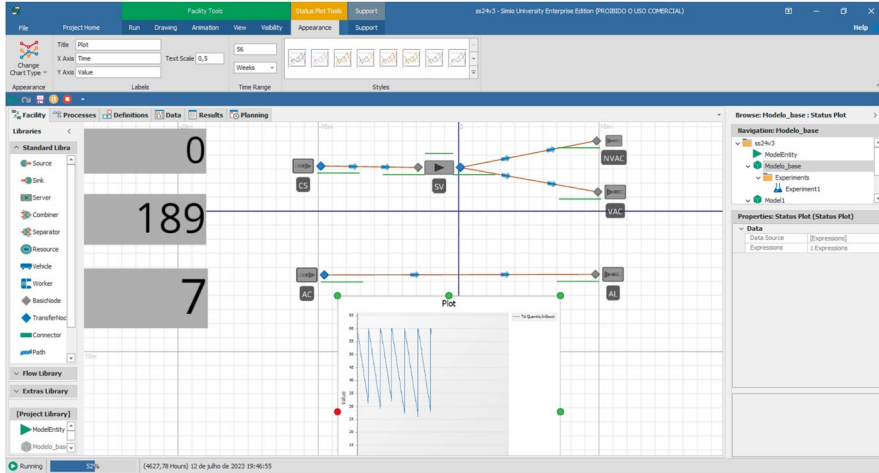 Facility Tools
Status Plot Tools
Support
ss24v3 - Simio University Enterprise Edition (PROIBIDO O USO COMERCIAL)
File
Project Home
Run
Drawing
Animation
View
Visibility
Appearance
Support
Help
Change
Chart Type
Title Plot
X Axis Time
Y Axis Value
Text Scale 0,5
56
Weeks
Appearance
Labels
Time Range
Styles
Facility
Processes
Definitions
Data
Results
Planning
Libraries
Standard Libra
Source
Sink
Server
Combiner
Separator
Resource
Vehicle
Worker
BasicNode
TransferNod
Connector
Path
Flow Library
Extras Library
[Project Library]
ModelEntity
Modelo_base
0
189
7
CS
SV
NVAC
VAC
AC
AL
Plot
Value
Browse: Modelo_base : Status Plot
Navigation: Modelo_base
ss24v3
ModelEntity
Modelo_base
Experiments
Experiment1
Model1
Properties: Status Plot (Status Plot)
Data
Data Source [Expressions]
Expressions 1 Expressions
Running
52%
(4627,78 Hours) 12 de julho de 2023 19:46:55